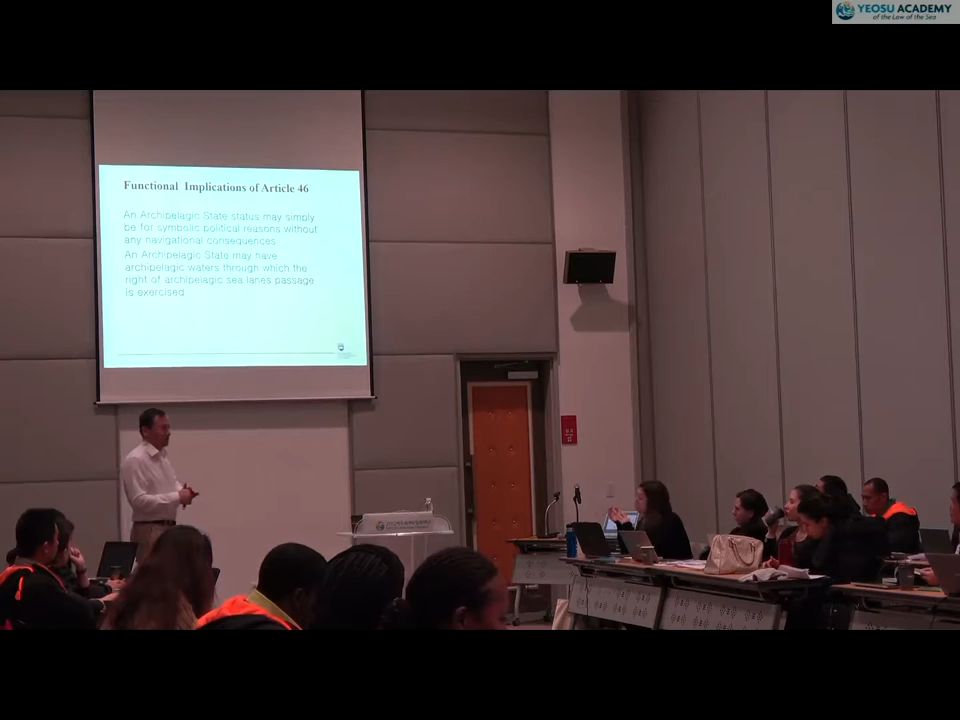 YEOSU ACADEMY
of the Law of the Sea
Functional Implications of Article 46
An Archipelagic State status may simply
be for symbolic political reasons without
any navigational consequences
An Archipelagic State may have
archipelagic waters through which the
right of archipelagic sea lanes passage
is exercised